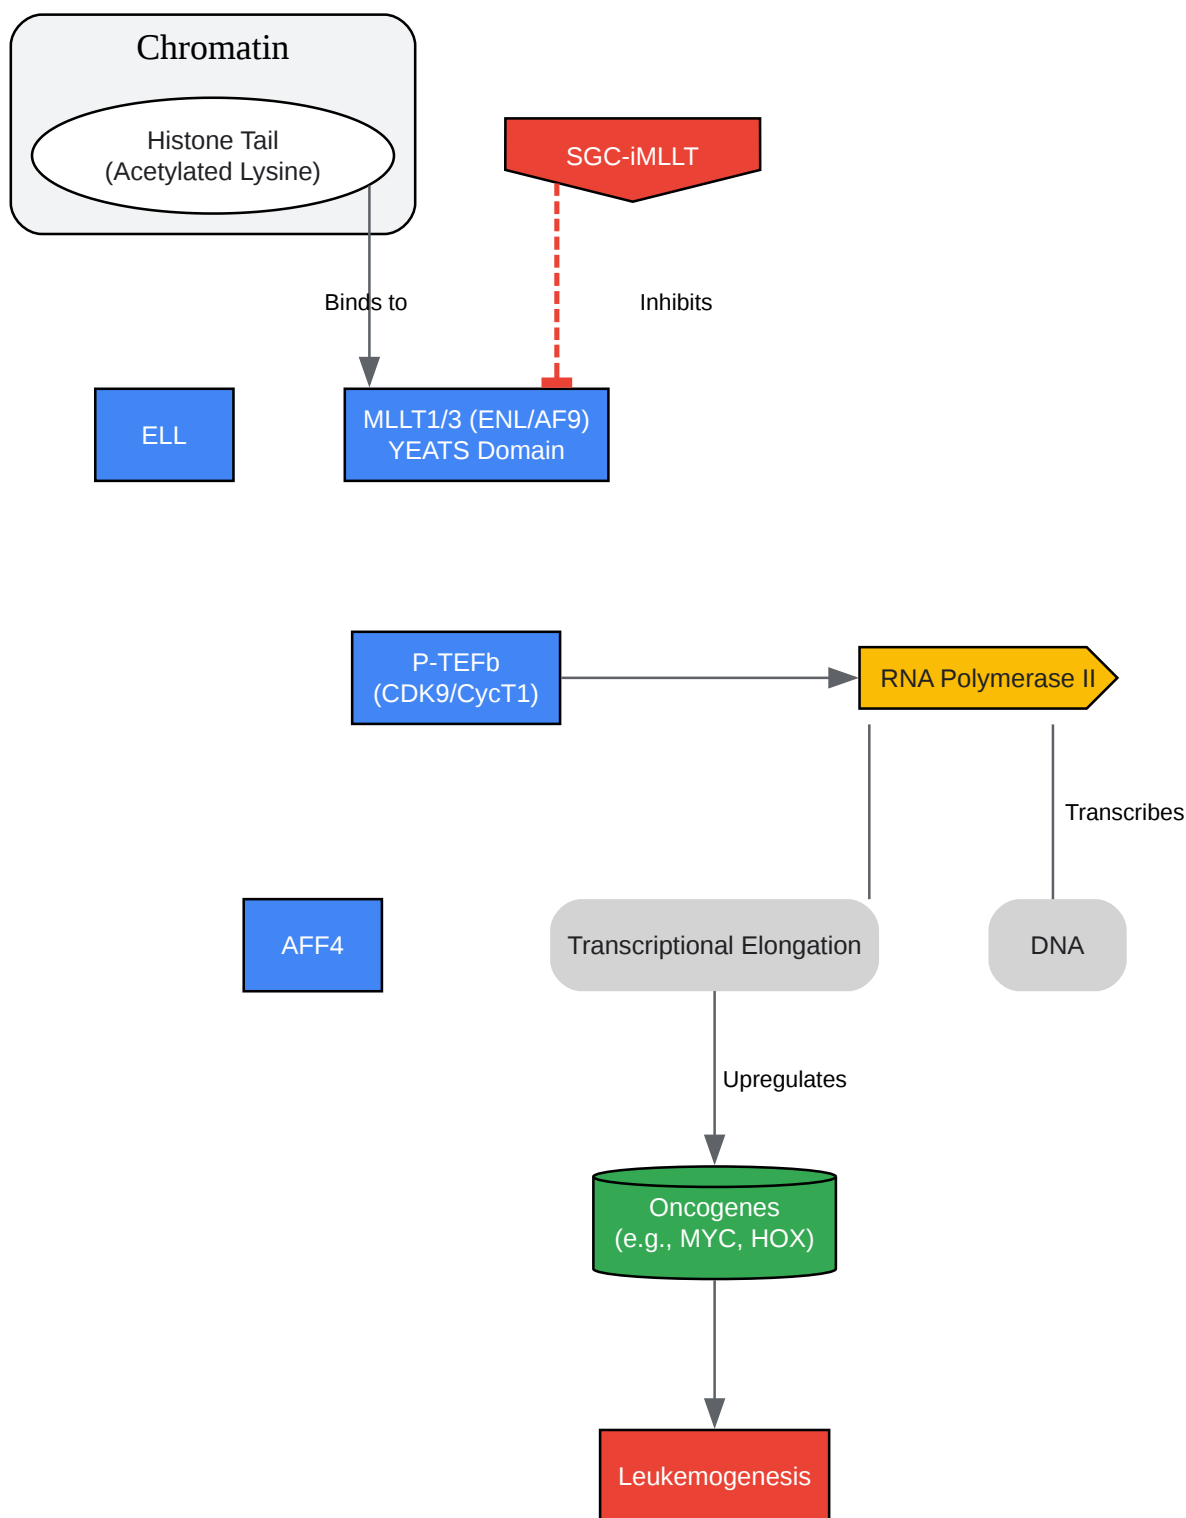 Chromatin
Histone Tail
(Acetylated Lysine)
SGC-iMLLT
Binds to
Inhibits
ELL
MLLT1/3 (ENL/AF9)
YEATS Domain
P-TEFb
(CDK9/CycT1)
RNA Polymerase II
Transcribes
AFF4
Transcriptional Elongation
DNA
Upregulates
Oncogenes
(e.g., MYC, HOX)
Leukemogenesis